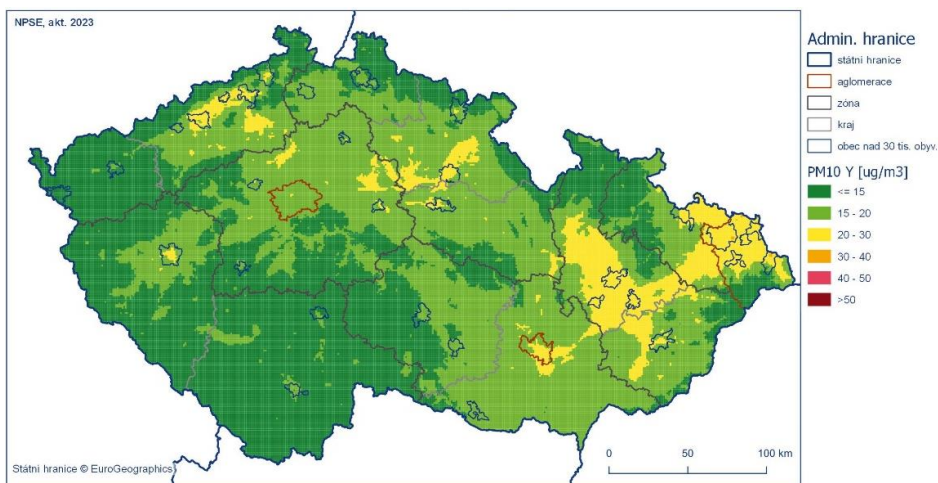 NPSE, akt. 2023
Admin. hranice
státní hranice
aglomerace
zóna
kraj
obec nad 30 tis. obyv.
PM10 Y [ug/m3]
<= 15
15 - 20
20 - 30
30 - 40
40 - 50
>50
Státní hranice © EuroGeographics
0 50 100 km